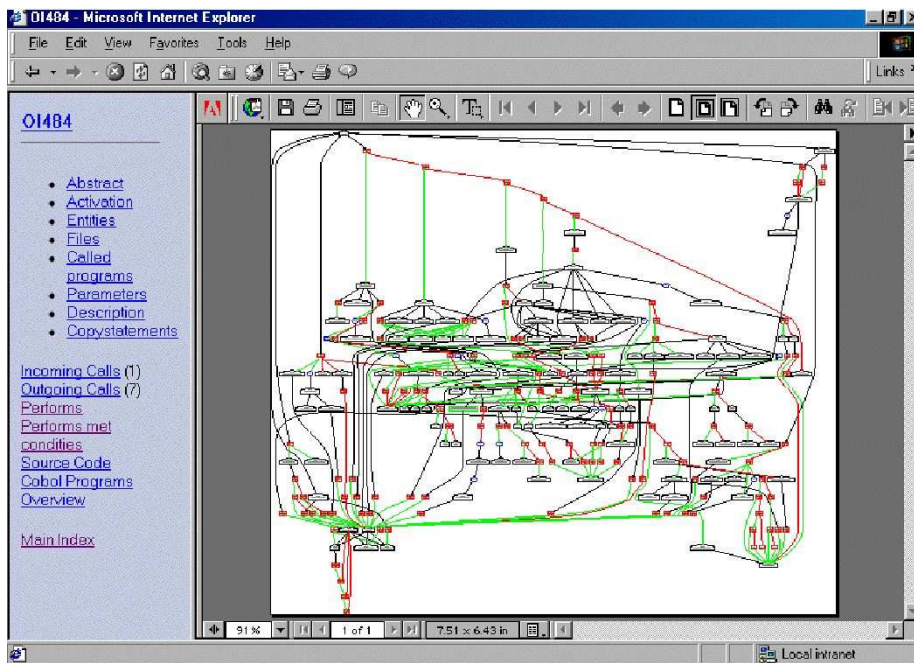 OI484 - Microsoft Internet Explorer
File Edit View Favorites Tools Help
Links
OI484
Abstract
Activation
Entities
Files
Called
programs
Parameters
Description
Copystatements
Incoming Calls (1)
Outgoing Calls (7)
Performs
Performs met
condities
Source Code
Cobol Programs
Overview
Main Index
91% 1 of 1 7.51 x 6.43 in
Local intranet